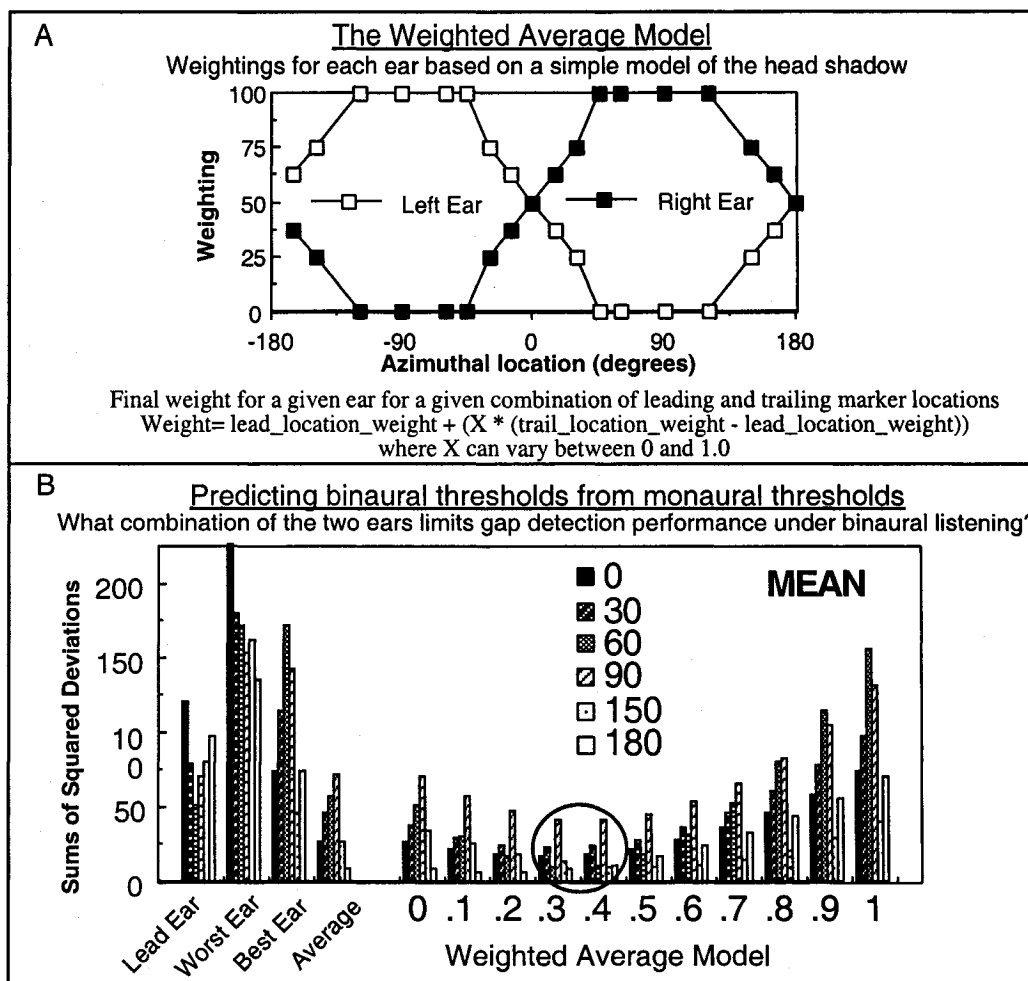 A
The Weighted Average Model
Weightings for each ear based on a simple model of the head shadow
100
75
50
25
0
Weighting
Left Ear
Right Ear
-180
-90
0
90
180
Azimuthal location (degrees)
Final weight for a given ear for a given combination of leading and trailing marker locations
Weight= lead_location_weight + (X * (trail_location_weight - lead_location_weight))
where X can vary between 0 and 1.0
B
Predicting binaural thresholds from monaural thresholds
What combination of the two ears limits gap detection performance under binaural listening?
Sums of Squared Deviations
200
150
10
0
50
0
0
30
60
90
150
180
MEAN
Lead Ear
Worst Ear
Best Ear
Average
0 .1 .2 .3 .4 .5 .6 .7 .8 .9 1
Weighted Average Model